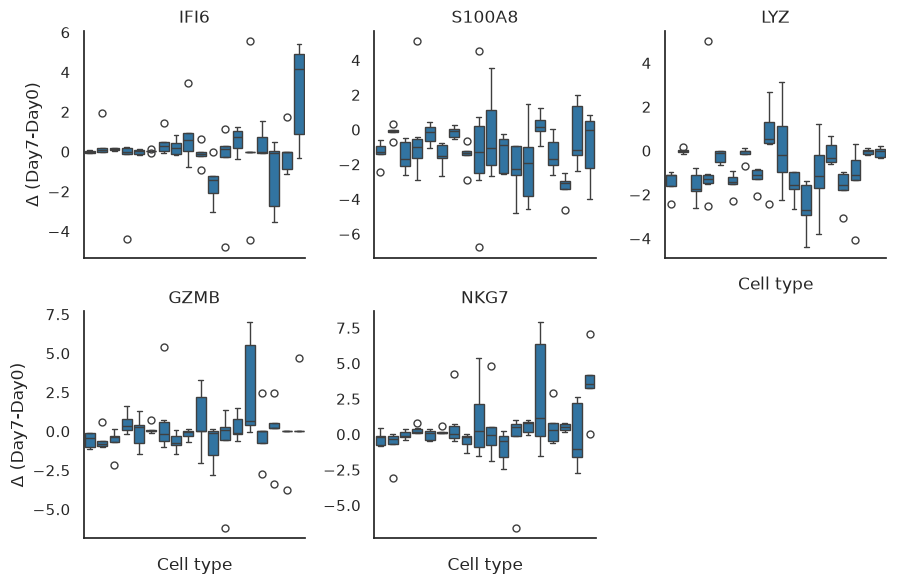 IFI6
S100A8
LYZ
Δ (Day7-Day0)
6
4
2
0
−2
−4
4
2
0
−2
−4
−6
4
2
0
−2
−4
Cell type
GZMB
NKG7
Δ (Day7-Day0)
7.5
5.0
2.5
0.0
−2.5
−5.0
7.5
5.0
2.5
0.0
−2.5
−5.0
Cell type
Cell type